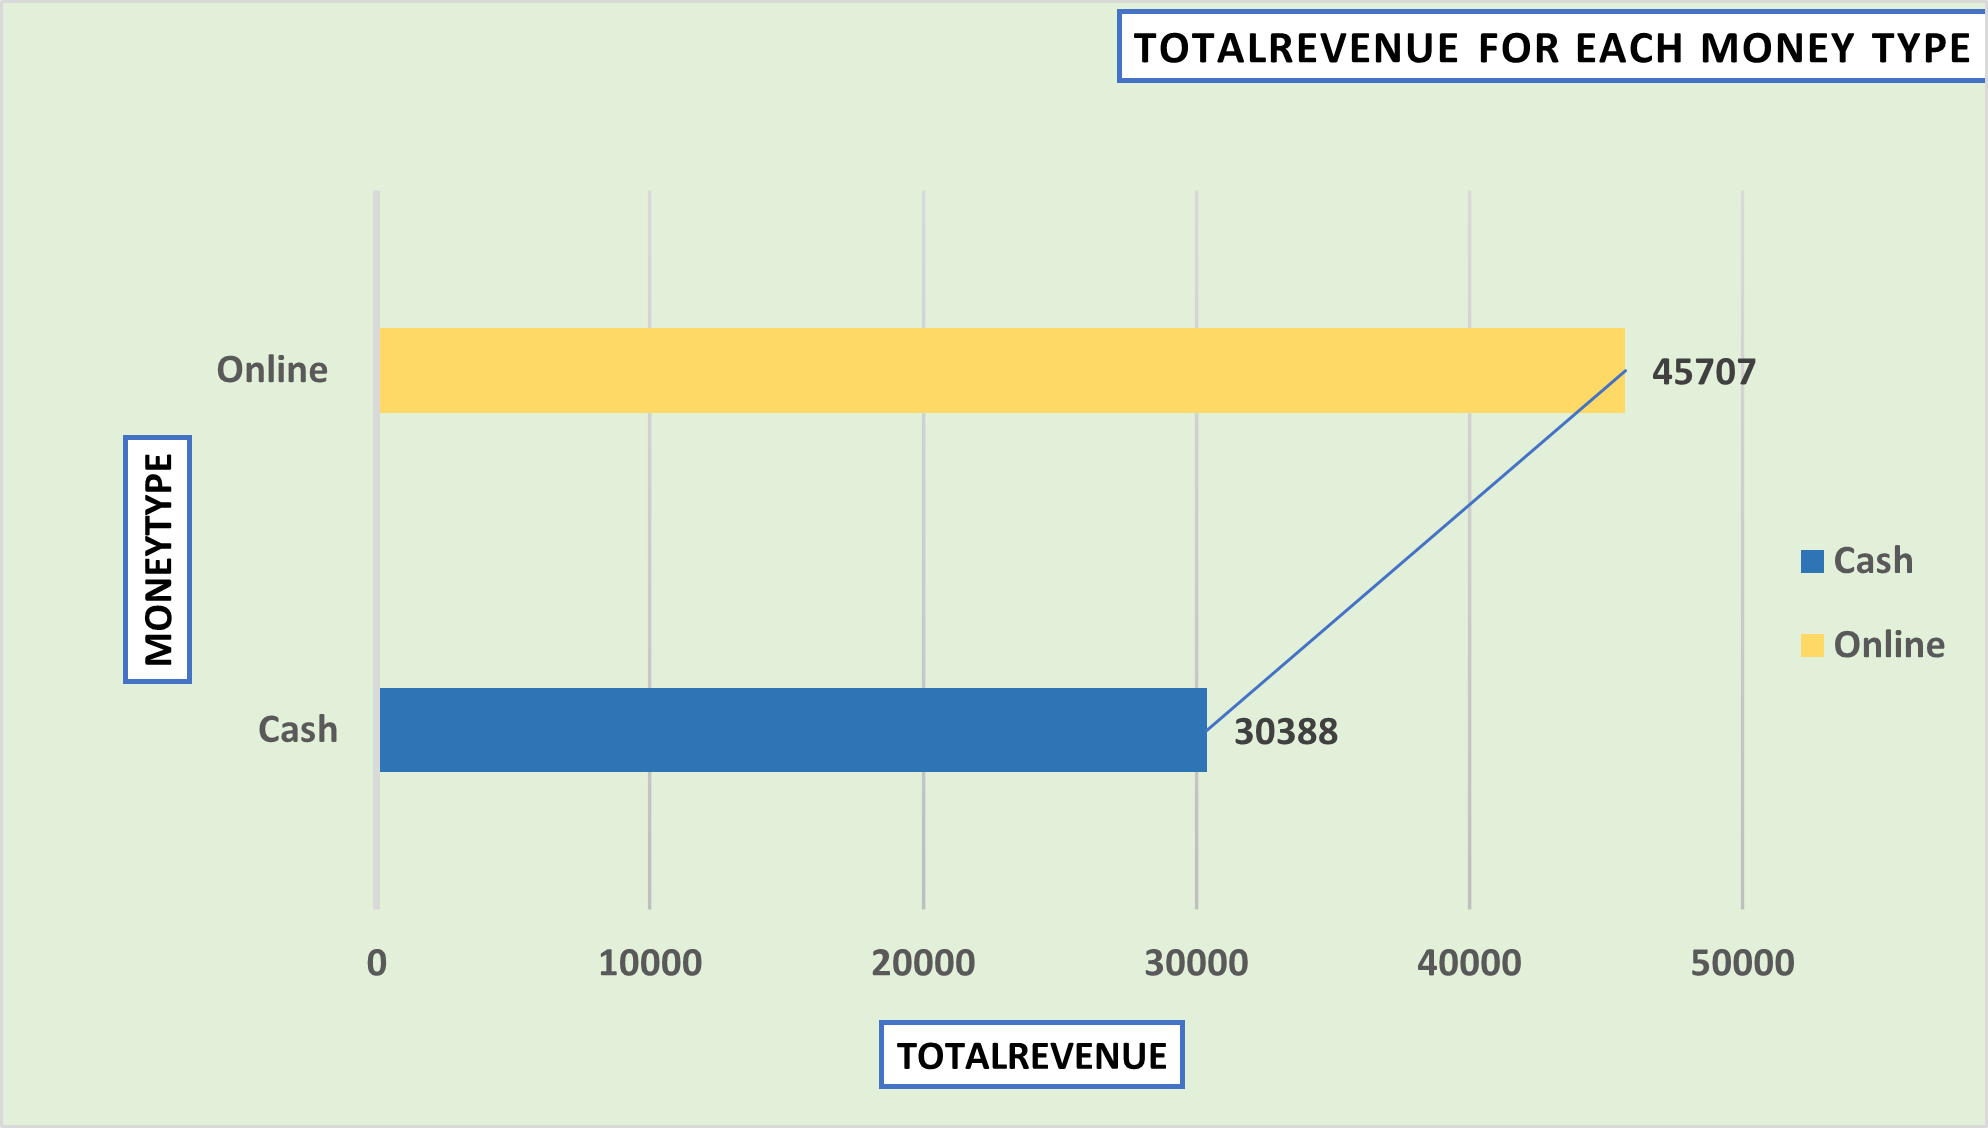 TOTALREVENUE FOR EACH MONEY TYPE
Online
45707
MONEYTYPE
Cash
Online
Cash
30388
0 10000 20000 30000 40000 50000
TOTALREVENUE